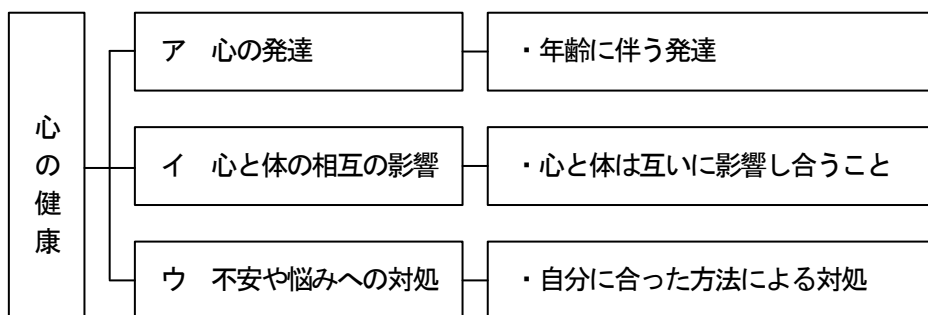 心の健康
ア 心の発達
・年齢に伴う発達
イ 心と体の相互の影響
・心と体は互いに影響し合うこと
ウ 不安や悩みへの対処
・自分に合った方法による対処